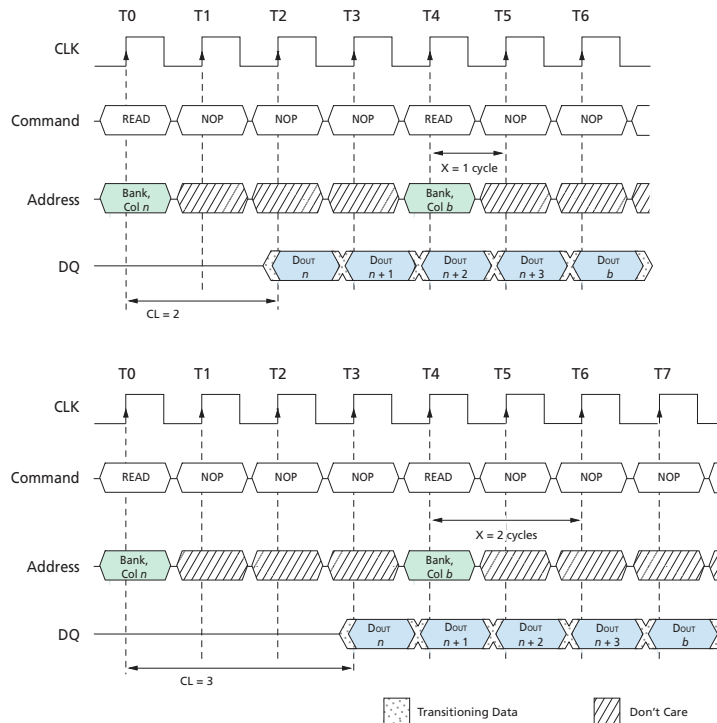 T0 T1 T2 T3 T4 T5 T6
CLK
Command READ NOP NOP NOP READ NOP NOP
X = 1 cycle
Address Bank, Col n Bank, Col b
DQ DOUT n DOUT n + 1 DOUT n + 2 DOUT n + 3 DOUT b
CL = 2
T0 T1 T2 T3 T4 T5 T6 T7
CLK
Command READ NOP NOP NOP READ NOP NOP NOP
X = 2 cycles
Address Bank, Col n Bank, Col b
DQ DOUT n DOUT n + 1 DOUT n + 2 DOUT n + 3 DOUT b
CL = 3
Transitioning Data Don't Care